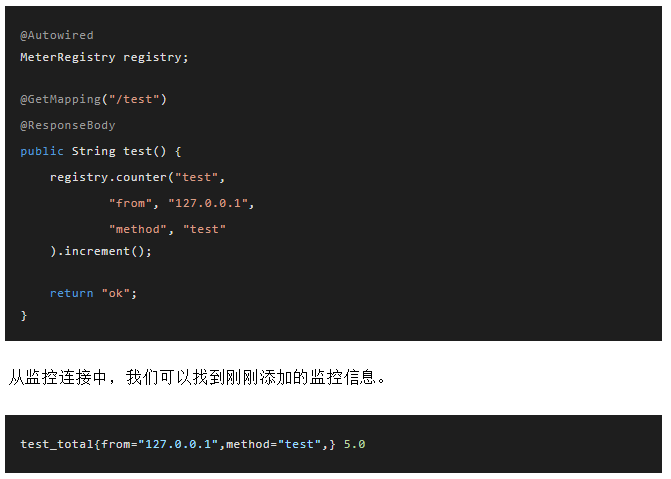 @Autowired
MeterRegistry registry;
@GetMapping("/test")
@ResponseBody
public String test() {
    registry.counter("test",
            "from", "127.0.0.1",
            "method", "test"
    ).increment();
    return "ok";
}
从监控连接中，我们可以找到刚刚添加的监控信息。
test_total{from="127.0.0.1",method="test",} 5.0